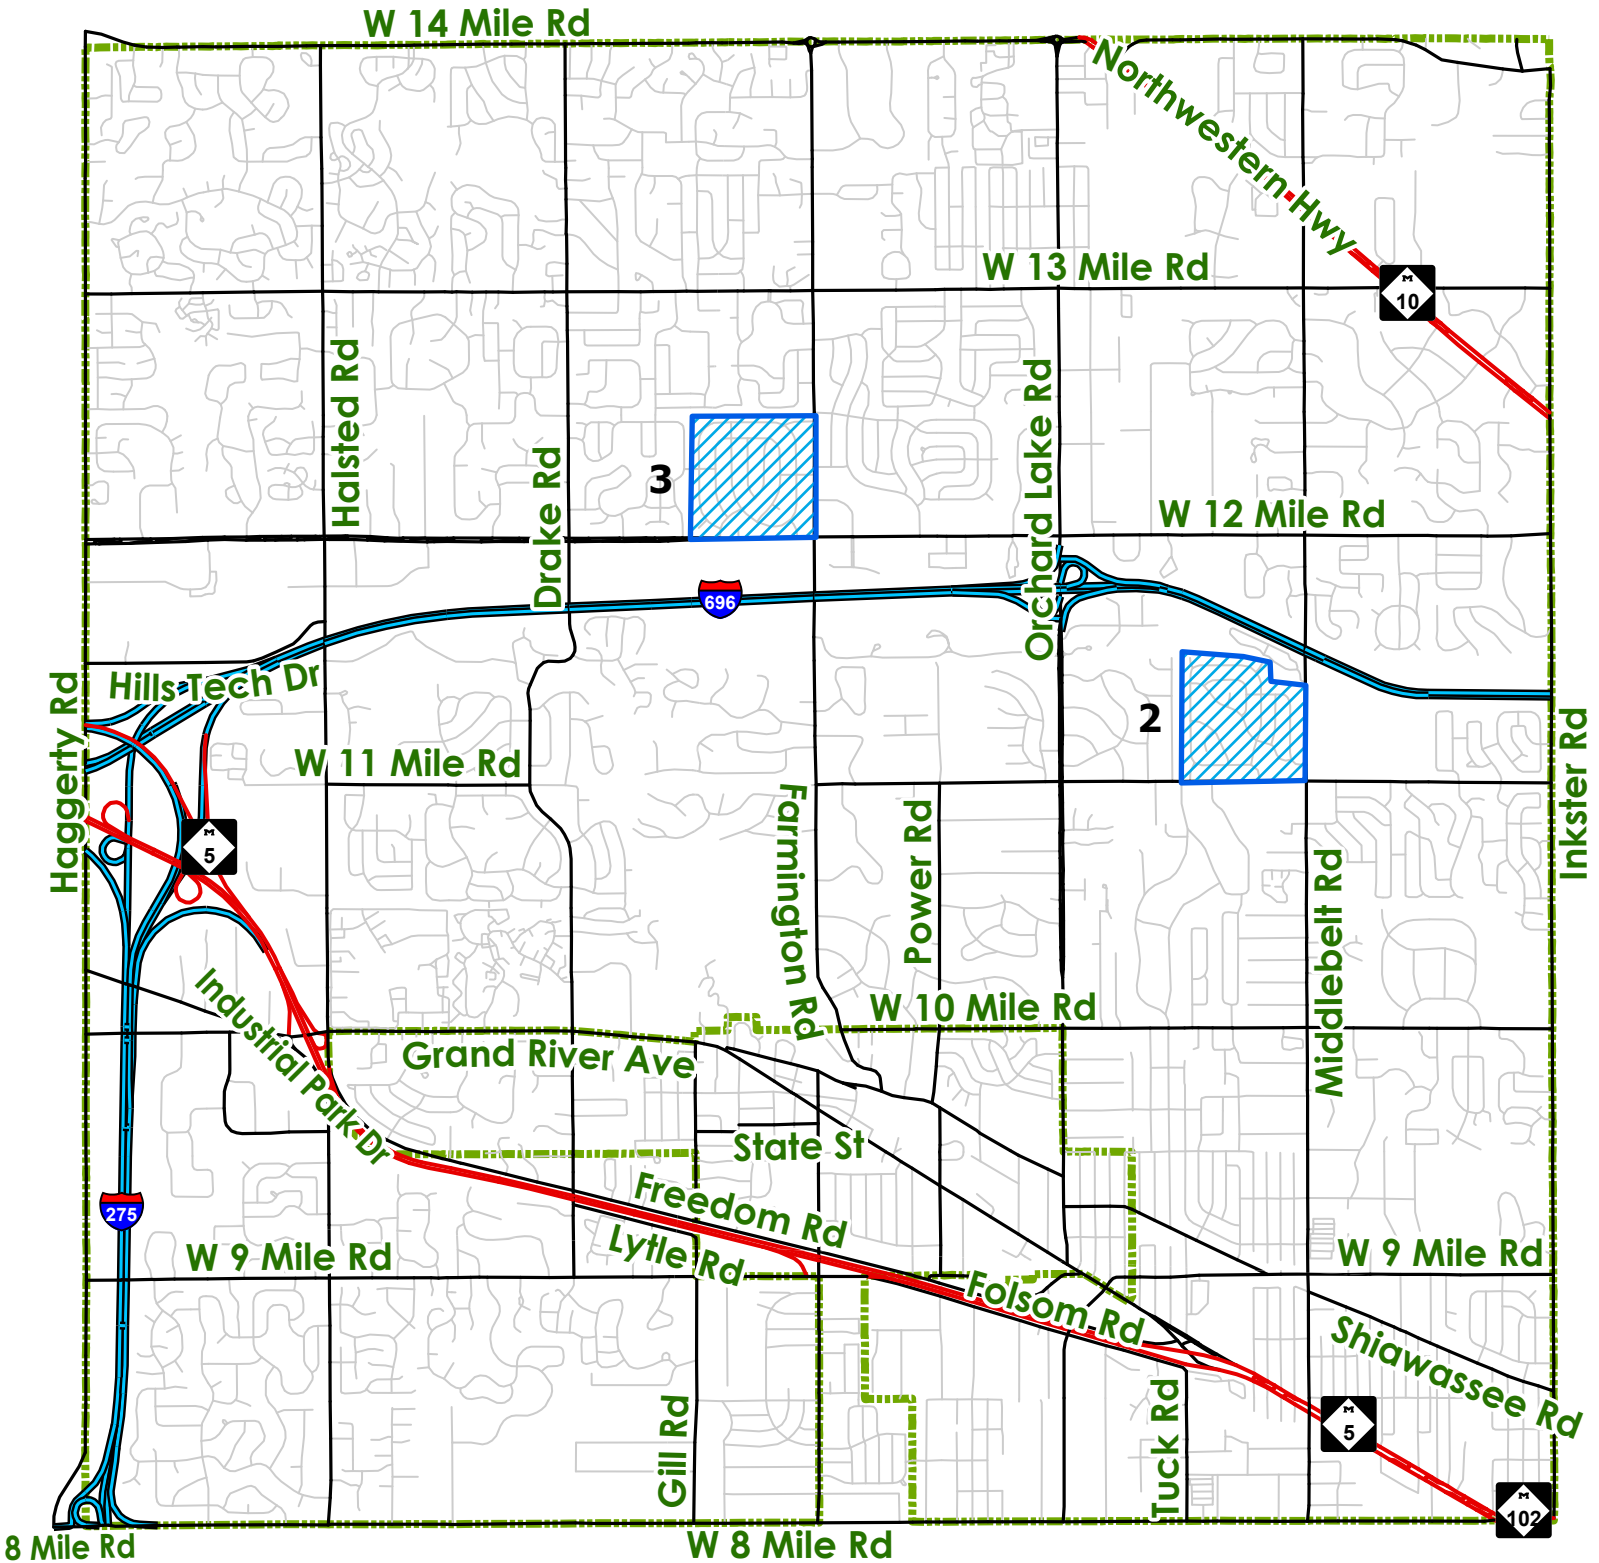 W 14 Mile Rd
Northwestern Hwy
W 13 Mile Rd
M
10
Halsted Rd
Orchard Lake Rd
Drake Rd
3
W 12 Mile Rd
696
Hills Tech Dr
Haggerty Rd
2
Inkster Rd
W 11 Mile Rd
Farmington Rd
Power Rd
M
5
Middlebelt Rd
Industrial Park Dr
W 10 Mile Rd
Grand River Ave
State St
Freedom Rd
275
Lytle Rd
W 9 Mile Rd
W 9 Mile Rd
Folsom Rd
Shiawassee Rd
Gill Rd
Tuck Rd
M
5
M
102
8 Mile Rd
W 8 Mile Rd